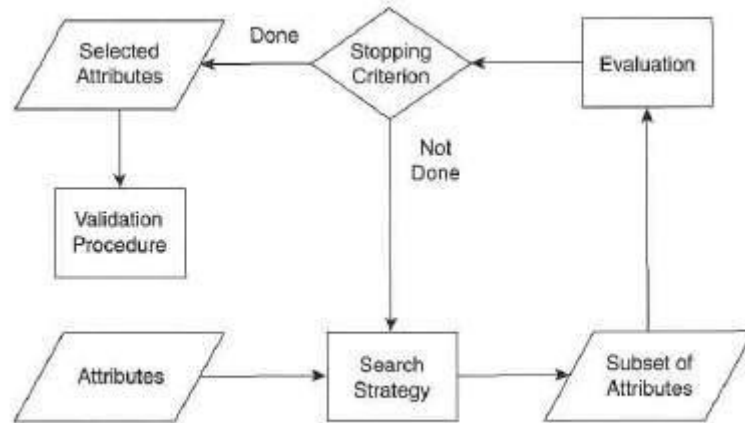 Selected
Attributes
Done
Stopping
Criterion
Evaluation
Not
Done
Validation
Procedure
Attributes
Search
Strategy
Subset of
Attributes